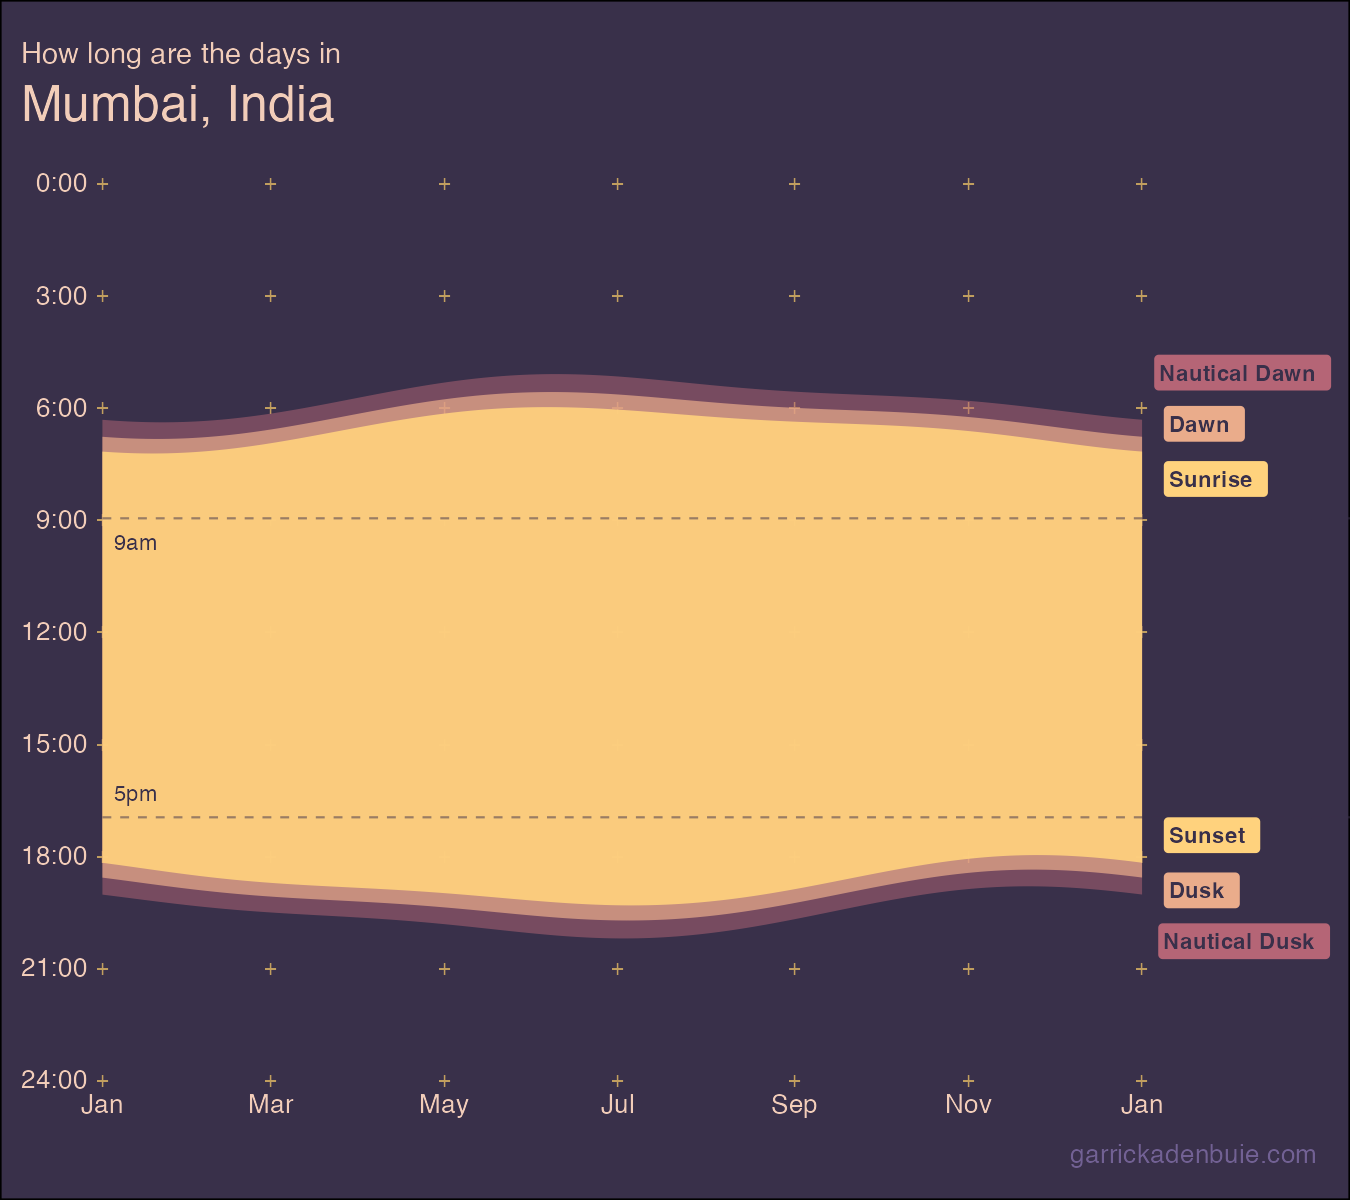 How long are the days in
Mumbai, India
0:00
3:00
Nautical Dawn
6:00
Dawn
Sunrise
9:00
9am
12:00
15:00
5pm
Sunset
18:00
Dusk
Nautical Dusk
21:00
24:00
Jan Mar May Jul Sep Nov Jan
garrickadenbuie.com